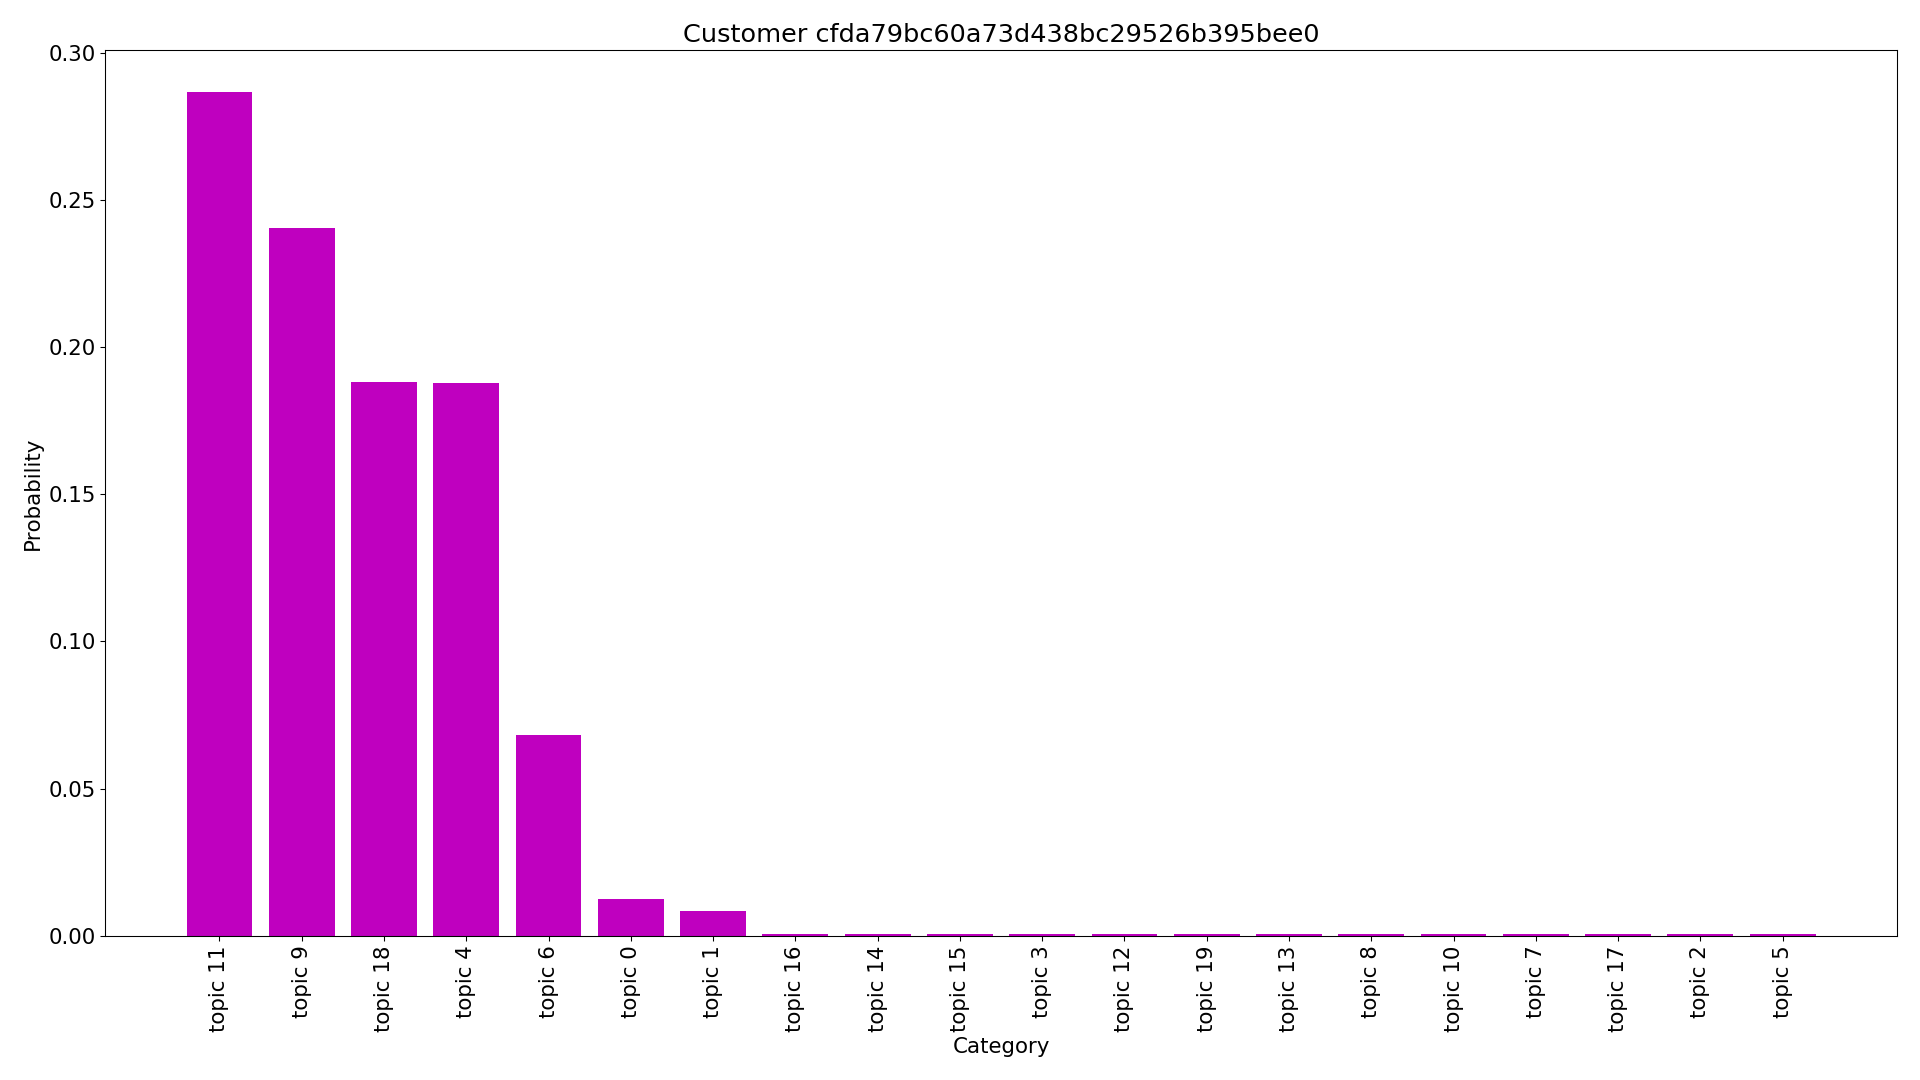 Customer cfda79bc60a73d438bc29526b395bee0
Probability
0.30
0.25
0.20
0.15
0.10
0.05
0.00
topic 11
topic 9
topic 18
topic 4
topic 6
topic 0
topic 1
topic 16
topic 14
topic 15
topic 3
topic 12
topic 19
topic 13
topic 8
topic 10
topic 7
topic 17
topic 2
topic 5
Category